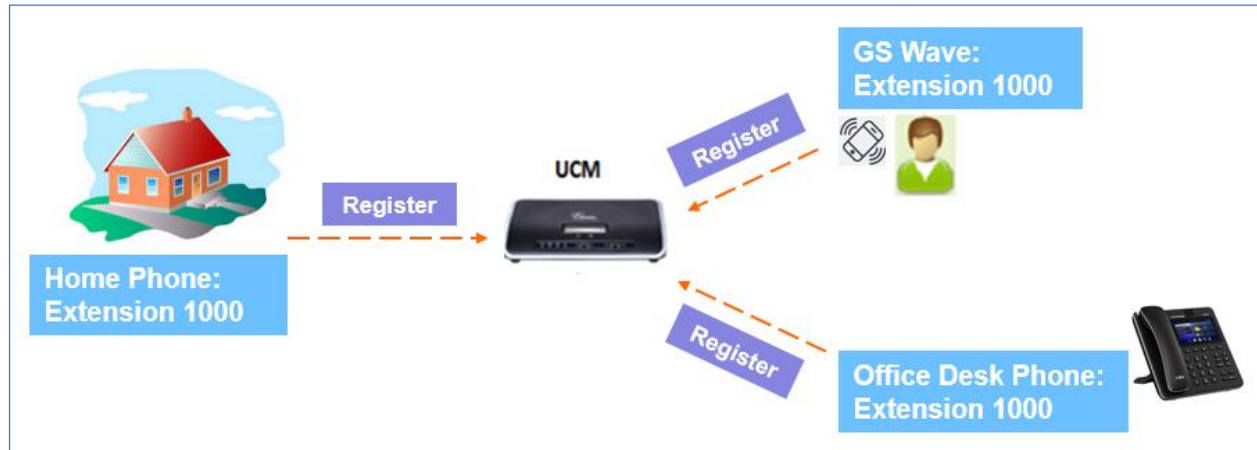 GS Wave:
Extension 1000
Register
UCM
Register
Home Phone:
Extension 1000
Register
Office Desk Phone:
Extension 1000